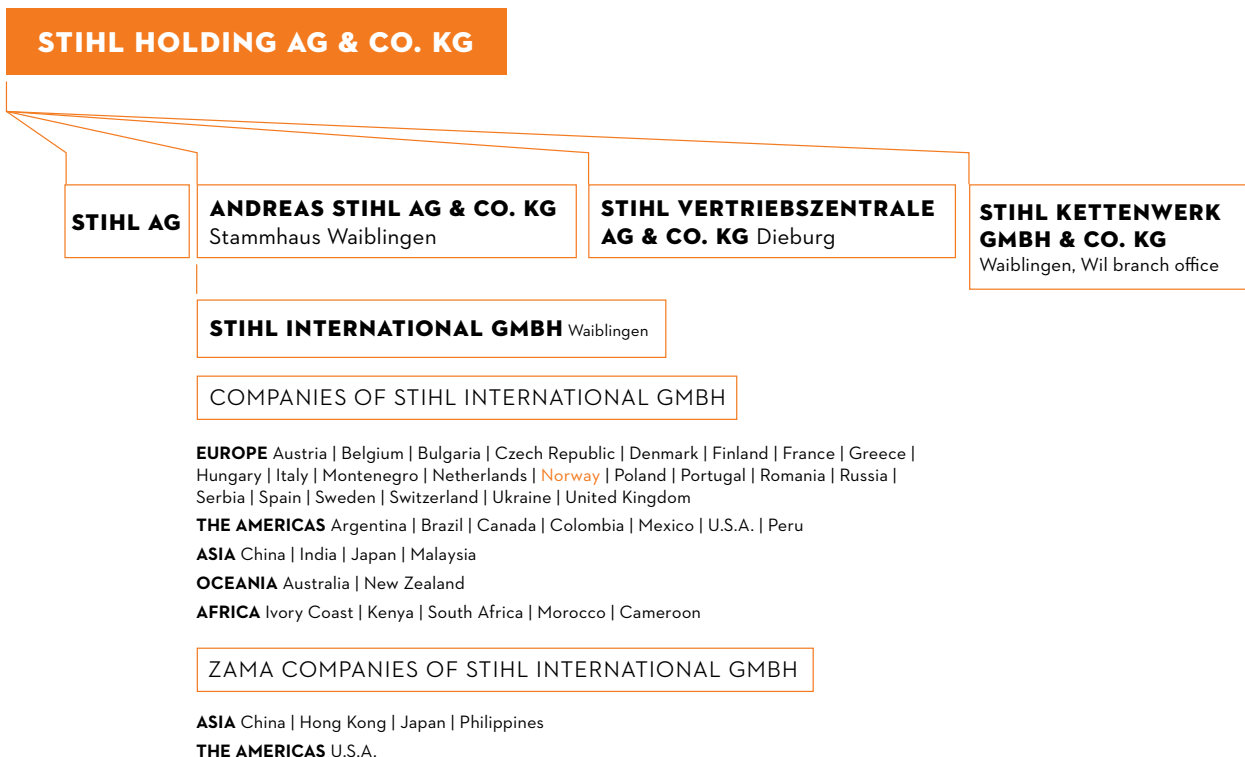 STIHL HOLDING AG & CO. KG
STIHL AG
ANDREAS STIHL AG & CO. KG
Stammhaus Waiblingen
STIHL VERTRIEBSZENTRALE
AG & CO. KG Dieburg
STIHL KETTENWERK
GMBH & CO. KG
Waiblingen, Wil branch office
STIHL INTERNATIONAL GMBH Waiblingen
COMPANIES OF STIHL INTERNATIONAL GMBH
EUROPE Austria | Belgium | Bulgaria | Czech Republic | Denmark | Finland | France | Greece |
Hungary | Italy | Montenegro | Netherlands | Norway | Poland | Portugal | Romania | Russia |
Serbia | Spain | Sweden | Switzerland | Ukraine | United Kingdom
THE AMERICAS Argentina | Brazil | Canada | Colombia | Mexico | U.S.A. | Peru
ASIA China | India | Japan | Malaysia
OCEANIA Australia | New Zealand
AFRICA Ivory Coast | Kenya | South Africa | Morocco | Cameroon
ZAMA COMPANIES OF STIHL INTERNATIONAL GMBH
ASIA China | Hong Kong | Japan | Philippines
THE AMERICAS U.S.A.